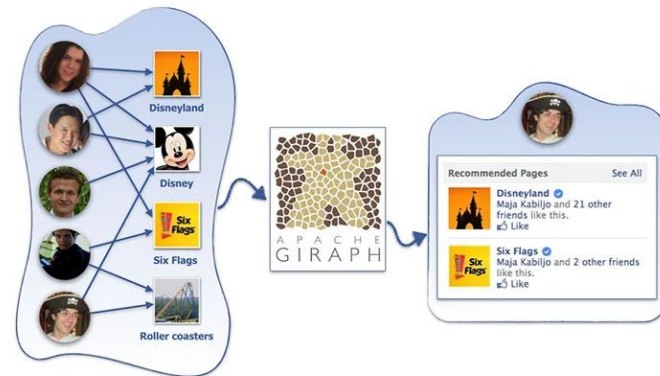 Disneyland
Disney
Six
Flags
Six Flags
Roller coasters
APACHE
GIRAPH
Recommended Pages See All
Disneyland
Maja Kabiljo and 21 other
friends like this.
Like
Six
Flags
Six Flags
Maja Kabiljo and 2 other friends
like this.
Like